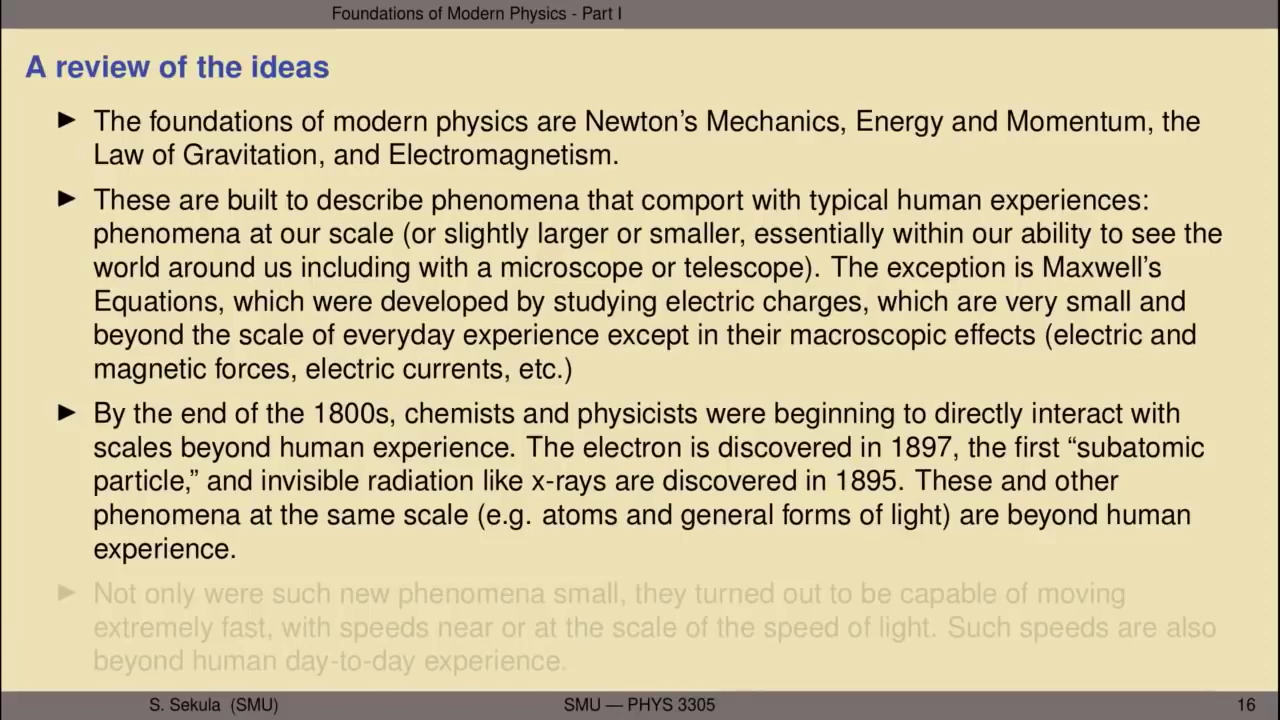 Foundations of Modern Physics - Part I
A review of the ideas
► The foundations of modern physics are Newton's Mechanics, Energy and Momentum, the
Law of Gravitation, and Electromagnetism.
► These are built to describe phenomena that comport with typical human experiences:
phenomena at our scale (or slightly larger or smaller, essentially within our ability to see the
world around us including with a microscope or telescope). The exception is Maxwell's
Equations, which were developed by studying electric charges, which are very small and
beyond the scale of everyday experience except in their macroscopic effects (electric and
magnetic forces, electric currents, etc.)
► By the end of the 1800s, chemists and physicists were beginning to directly interact with
scales beyond human experience. The electron is discovered in 1897, the first “subatomic
particle,” and invisible radiation like x-rays are discovered in 1895. These and other
phenomena at the same scale (e.g. atoms and general forms of light) are beyond human
experience.
► Not only were such new phenomena small, they turned out to be capable of moving
extremely fast, with speeds near or at the scale of the speed of light. Such speeds are also
beyond human day-to-day experience.
S. Sekula (SMU) SMU — PHYS 3305 16